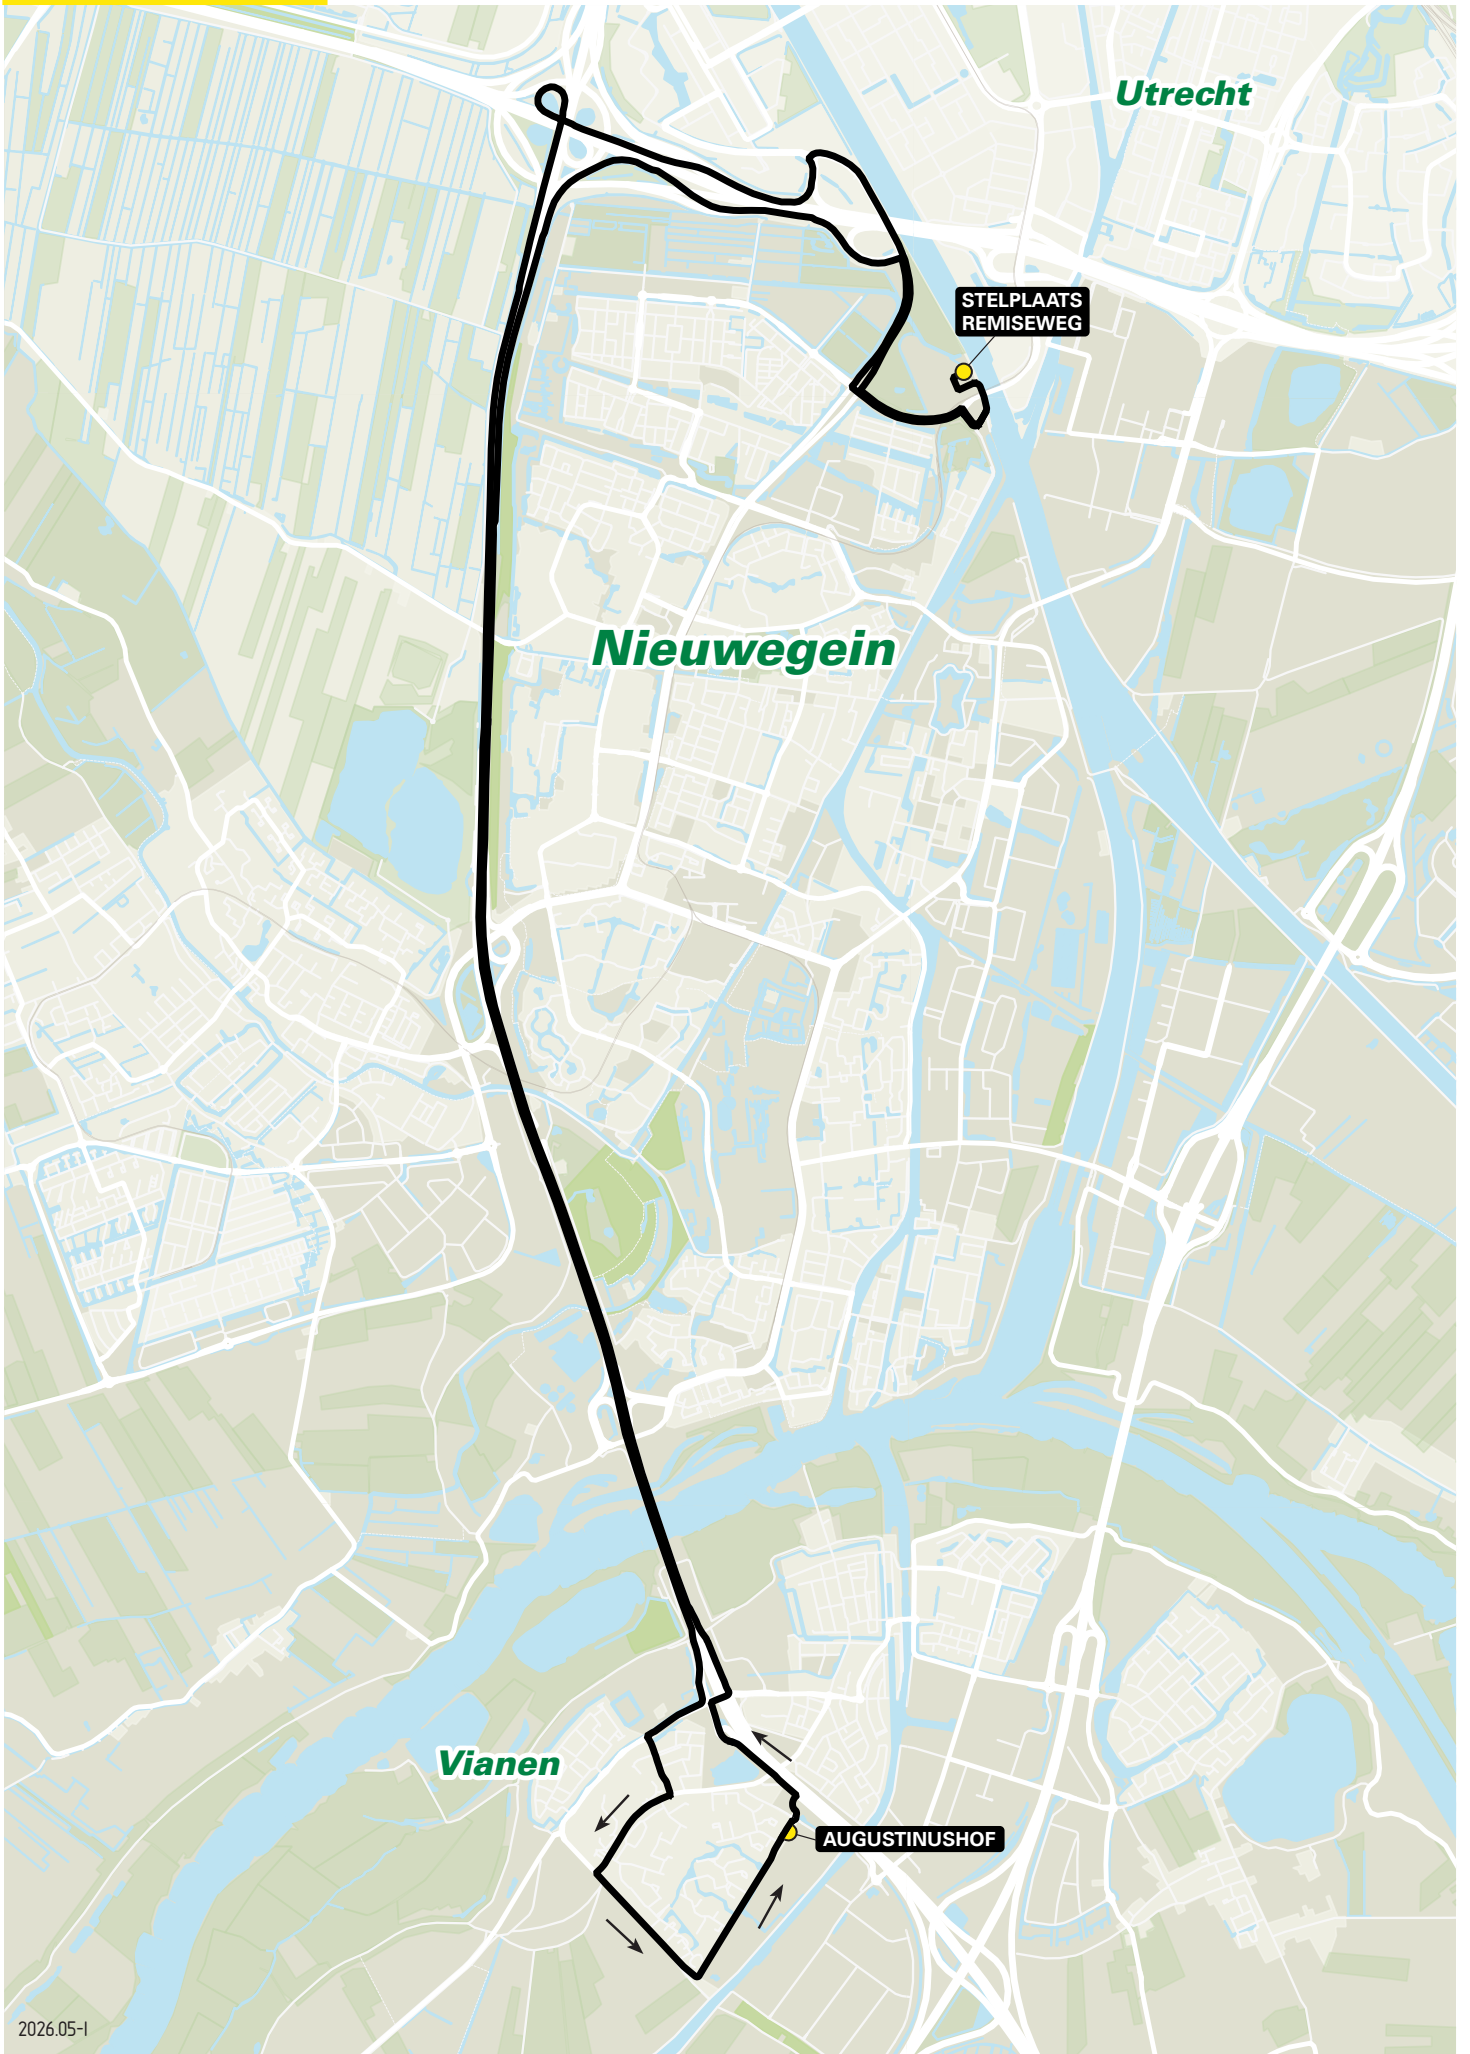 Utrecht
STELPLAATS
REMISEWEG
Nieuwegein
Vianen
AUGUSTINUSHOF
2026.05-I